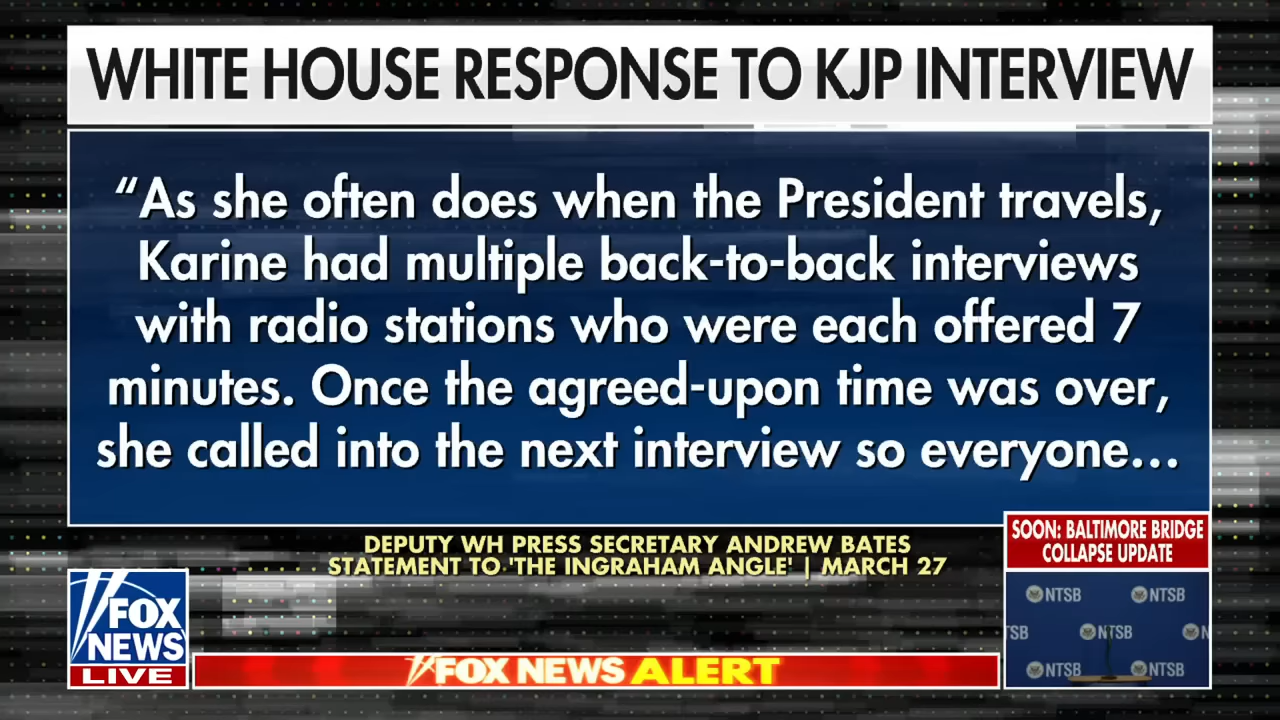 WHITE HOUSE RESPONSE TO KJP INTERVIEW
“As she often does when the President travels,
Karine had multiple back-to-back interviews
with radio stations who were each offered 7
minutes. Once the agreed-upon time was over,
she called into the next interview so everyone...
DEPUTY WH PRESS SECRETARY ANDREW BATES
STATEMENT TO 'THE INGRAHAM ANGLE' | MARCH 27
SOON: BALTIMORE BRIDGE
COLLAPSE UPDATE
NTSB NTSB
TSB NTSB N
NTSB NTSB
FOX
NEWS
LIVE
FOX NEWS ALERT